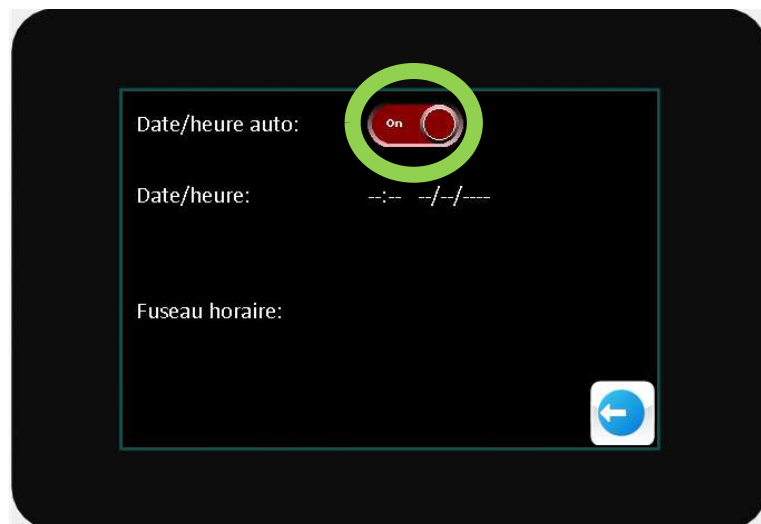 Date/heure auto:
On
Date/heure:
--:-- --/--/----
Fuseau horaire: